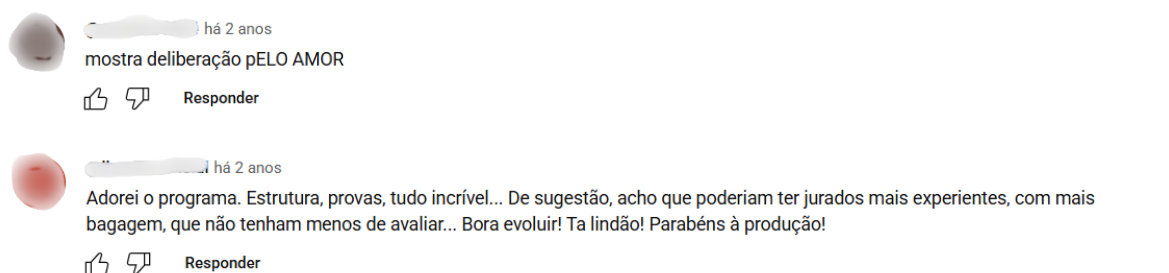 há 2 anos
mostra deliberação pELO AMOR
Responder
há 2 anos
Adorei o programa. Estrutura, provas, tudo incrível... De sugestão, acho que poderiam ter jurados mais experientes, com mais
bagagem, que não tenham menos de avaliar... Bora evoluir! Ta lindão! Parabéns à produção!
Responder